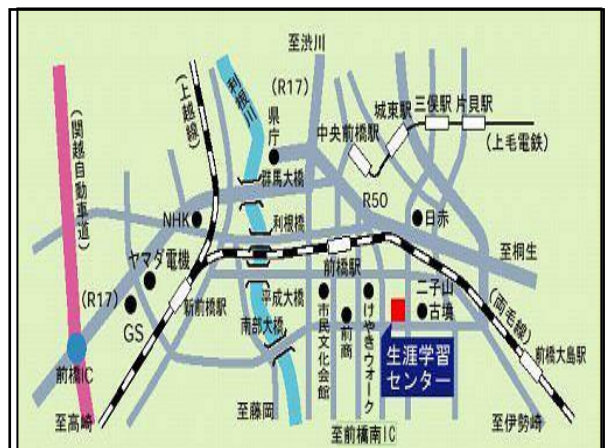 至渋川
(R17)
利根川
(上越線)
県庁
城東駅
三俣駅
片貝駅
中央前橋駅
(上毛電鉄)
(関越自動車道)
群馬大橋
R50
NHK
利根橋
日赤
至桐生
ヤマダ電機
前橋駅
(R17)
新前橋駅
平成大橋
二子山
古墳
(両毛線)
GS
南部大橋
市民文化会館
前商
けやきウォーク
生涯学習
センター
前橋大島駅
前橋IC
至高崎
至藤岡
至前橋南IC
至伊勢崎